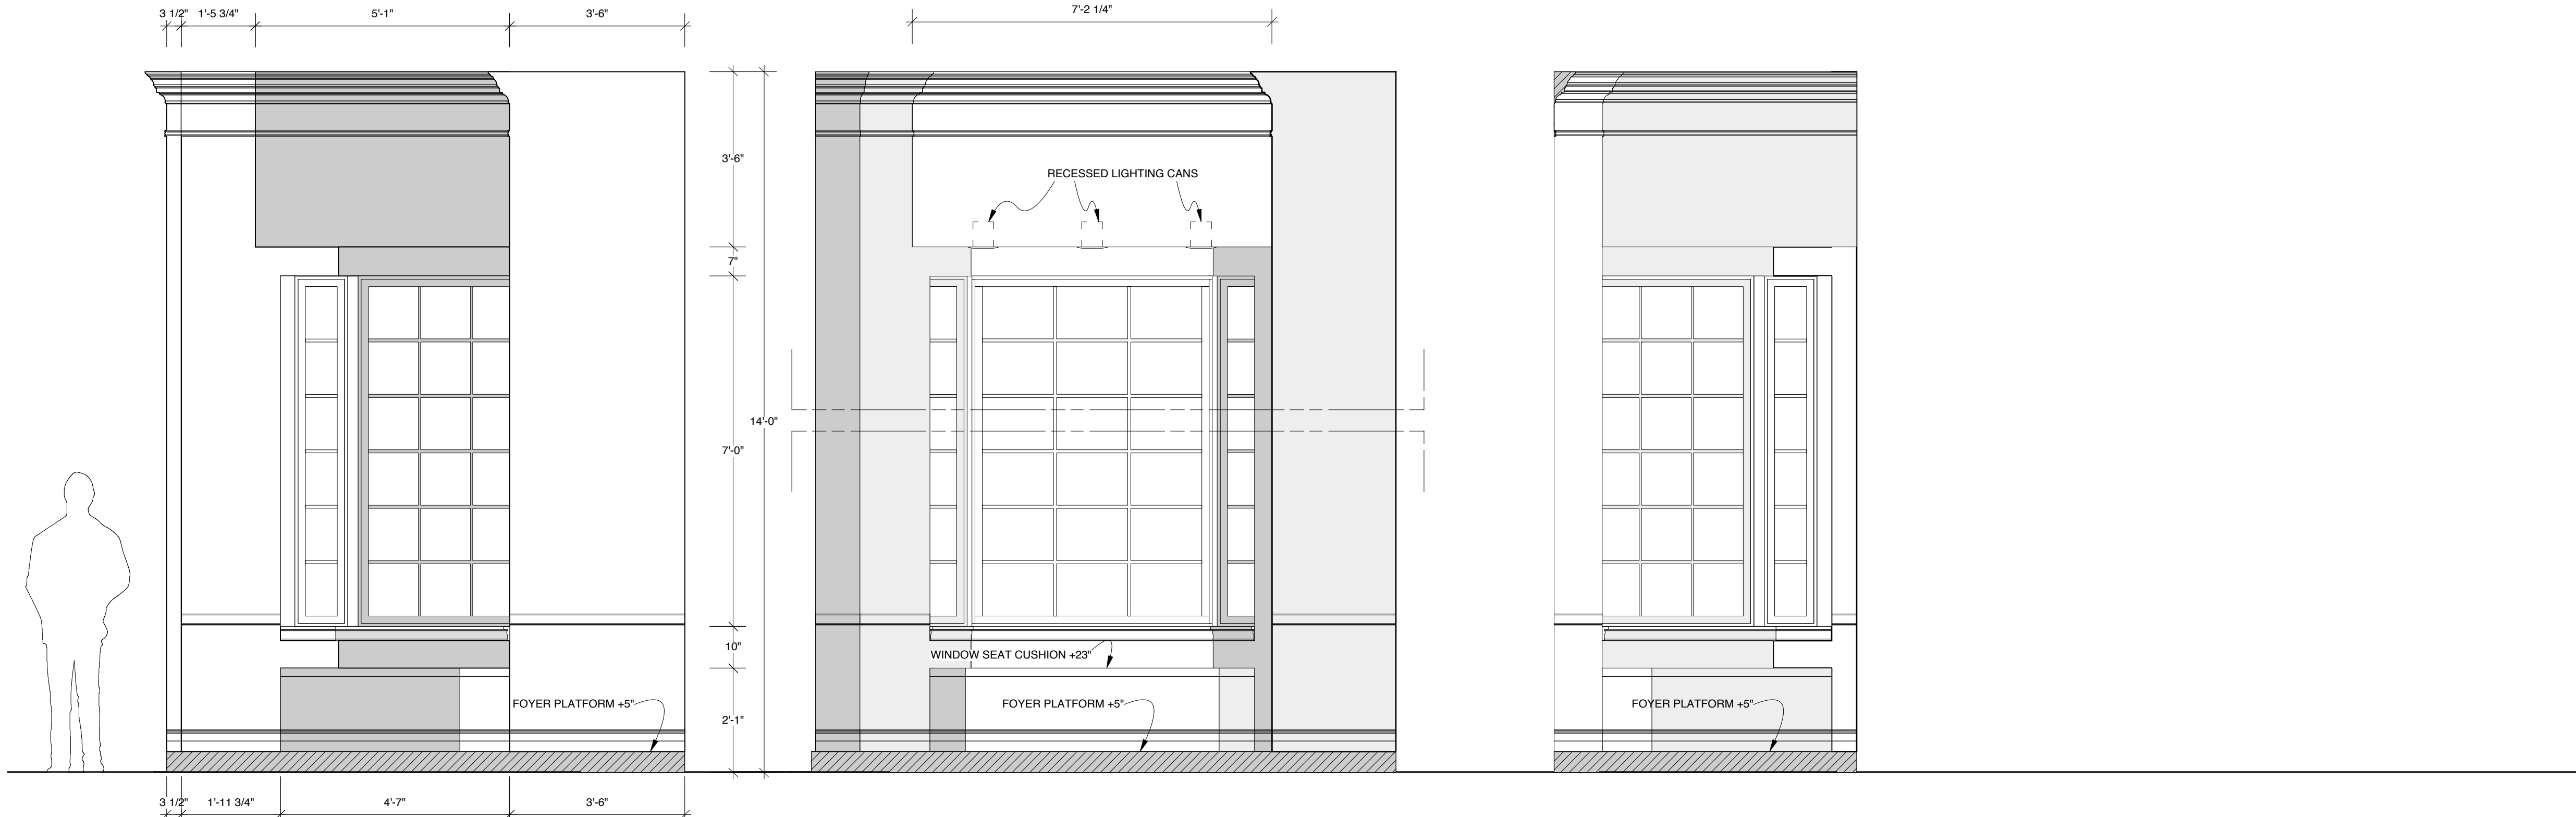 3 1/2" 1'-5 3/4" 5'-1" 3'-6" 7'-2 1/4"
RECESSED LIGHTING CANS
3'-6"
7"
14'-0"
7'-0"
10"
WINDOW SEAT CUSHION +23"
FOYER PLATFORM +5" FOYER PLATFORM +5" FOYER PLATFORM +5"
2'-1"
3 1/2" 1'-11 3/4" 4'-7" 3'-6"